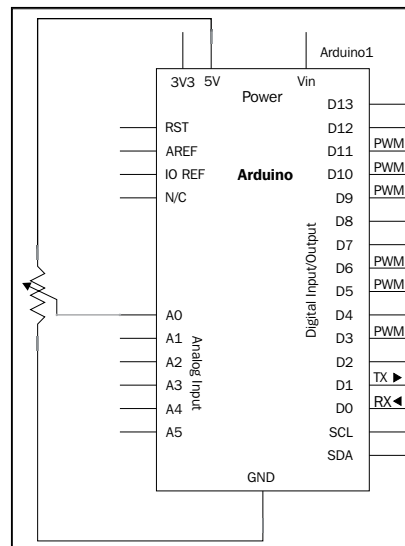 Arduino1
3V3 5V Vin
Power
Arduino
RST
AREF
IO REF
N/C
A0
A1
A2
A3
A4
A5
Analog Input
D13
D12
D11 PWM
D10 PWM
D9 PWM
D8
D7
D6 PWM
D5 PWM
D4
D3 PWM
D2
D1 TX ▶
D0 RX ◀
SCL
SDA
Digital Input/Output
GND